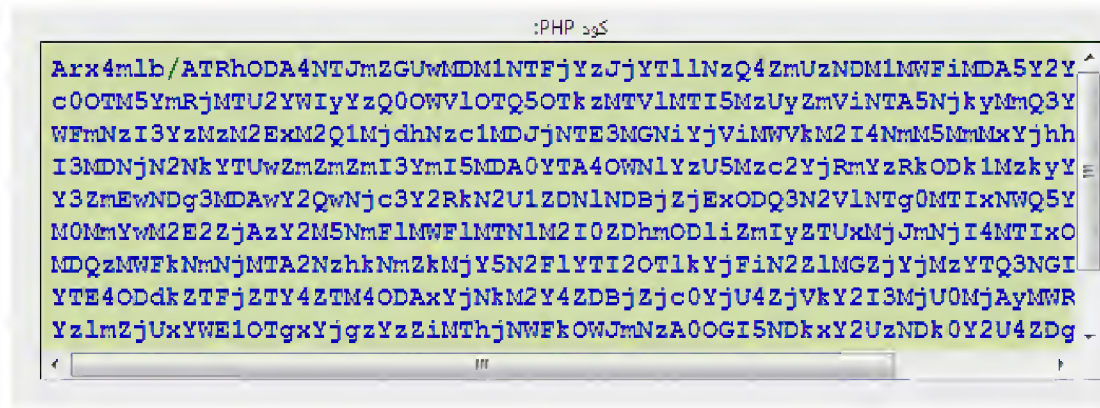 کود PHP:
Arx4mlb/ATRhODA4NTJmZGUwMDM1NTFjYzJjYTllNzQ4ZmUzNDM1MWFiMDA5Y2Y
c0OTM5YmRjMTU2YWIyYzQ0OWVlOTQ5OTkzMTVlMTI5MzUyZmViNTA5NjkyMmQ3Y
WFmNzI3YzMzM2ExM2Q1MjdhNzc1MDJjNTE3MGNiYjViMWVkM2I4NmM5MmMxYjhh
I3MDNjN2NkYTUwZmZmZmI3YmI5MDA0YTA4OWNlYzU5Mzc2YjRmYzRkODk1MzkyY
Y3ZmEwNDg3MDAwY2QwNjc3Y2RkN2U1ZDNlNDBjZjExODQ3N2VlNTg0MTIxNWQ5Y
M0MmYwM2E2ZjAzY2M5NmFlMWFlMTNlM2I0ZDhmODliZmIyZTUxMjJmNjI4MTIxO
MDQzMWFkNmNjMTA2NzhkNmZkMjY5N2FlYTI2OTlkYjFiN2ZlMGZjYjMzYTQ3NGI
YTE4ODdkZTFjZTY4ZTM4ODAxYjNkM2Y4ZDBjZjc0YjU4ZjVkY2I3MjU0MjAyMWR
YzlmZjUxYWE1OTgxYjgzYzZiMThjNWFkOWJmNzA0OGI5NDkxY2UzNDk0Y2U4ZDg